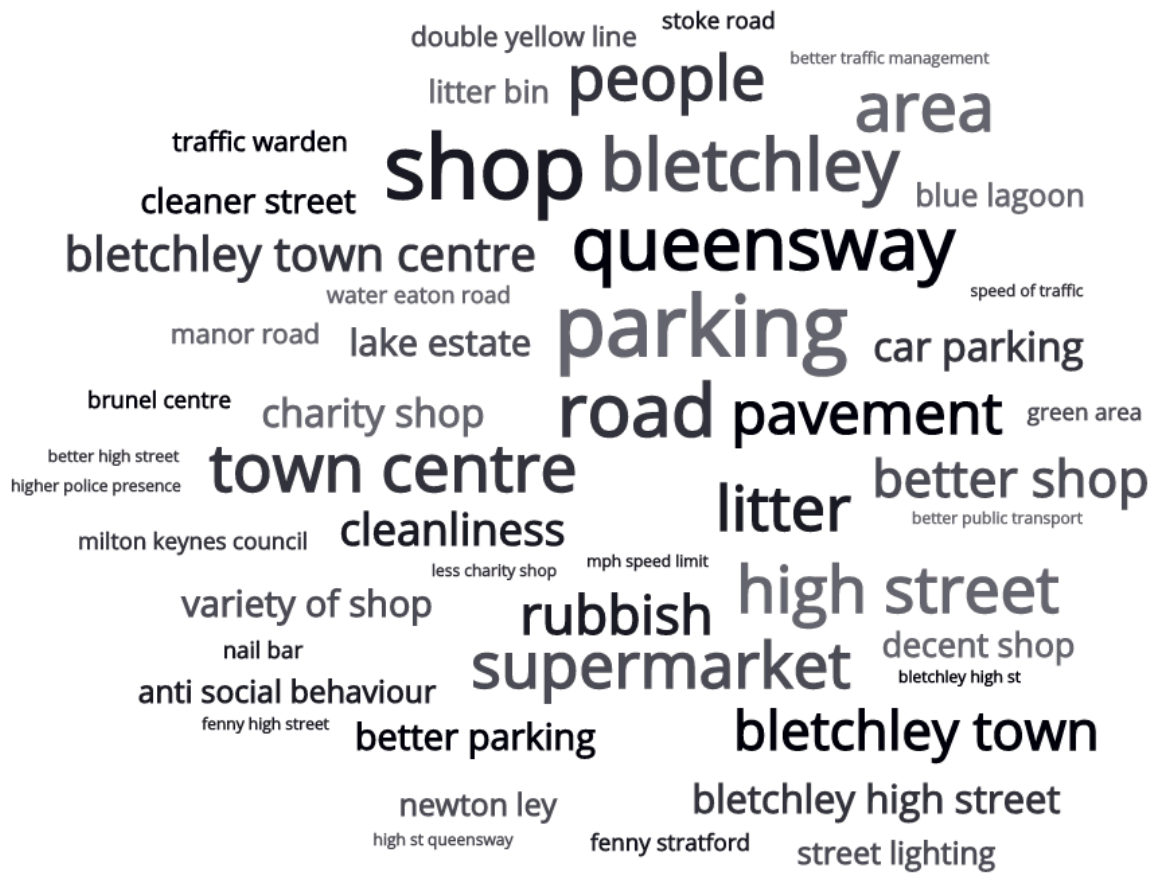 stoke road
double yellow line
better traffic management
people
litter bin
area
traffic warden
shop
bletchley
cleaner street
blue lagoon
queensway
bletchley town centre
water eaton road
speed of traffic
parking
manor road
lake estate
car parking
brunel centre
charity shop
road
pavement
green area
better high street
town centre
better shop
higher police presence
litter
better public transport
cleanliness
milton keynes council
mph speed limit
less charity shop
high street
variety of shop
rubbish
decent shop
nail bar
supermarket
bletchley high st
anti social behaviour
fenny high street
better parking
bletchley town
newton ley
bletchley high street
high st queensway
fenny stratford
street lighting